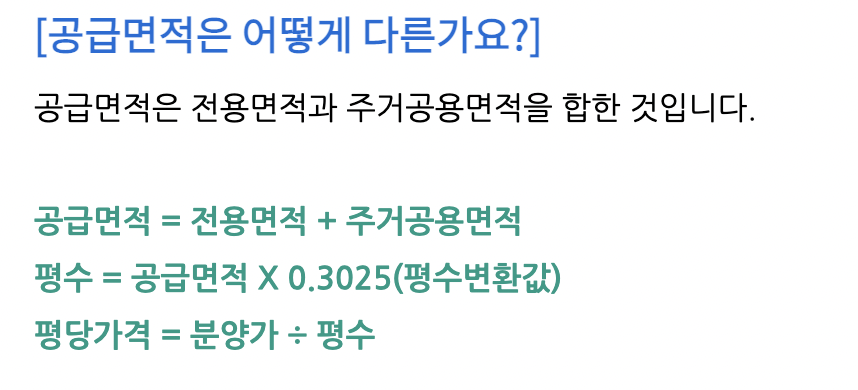 [공급면적은 어떻게 다른가요?]
공급면적은 전용면적과 주거공용면적을 합한 것입니다.
공급면적 = 전용면적 + 주거공용면적
평수 = 공급면적 X 0.3025(평수변환값)
평당가격 = 분양가 ÷ 평수